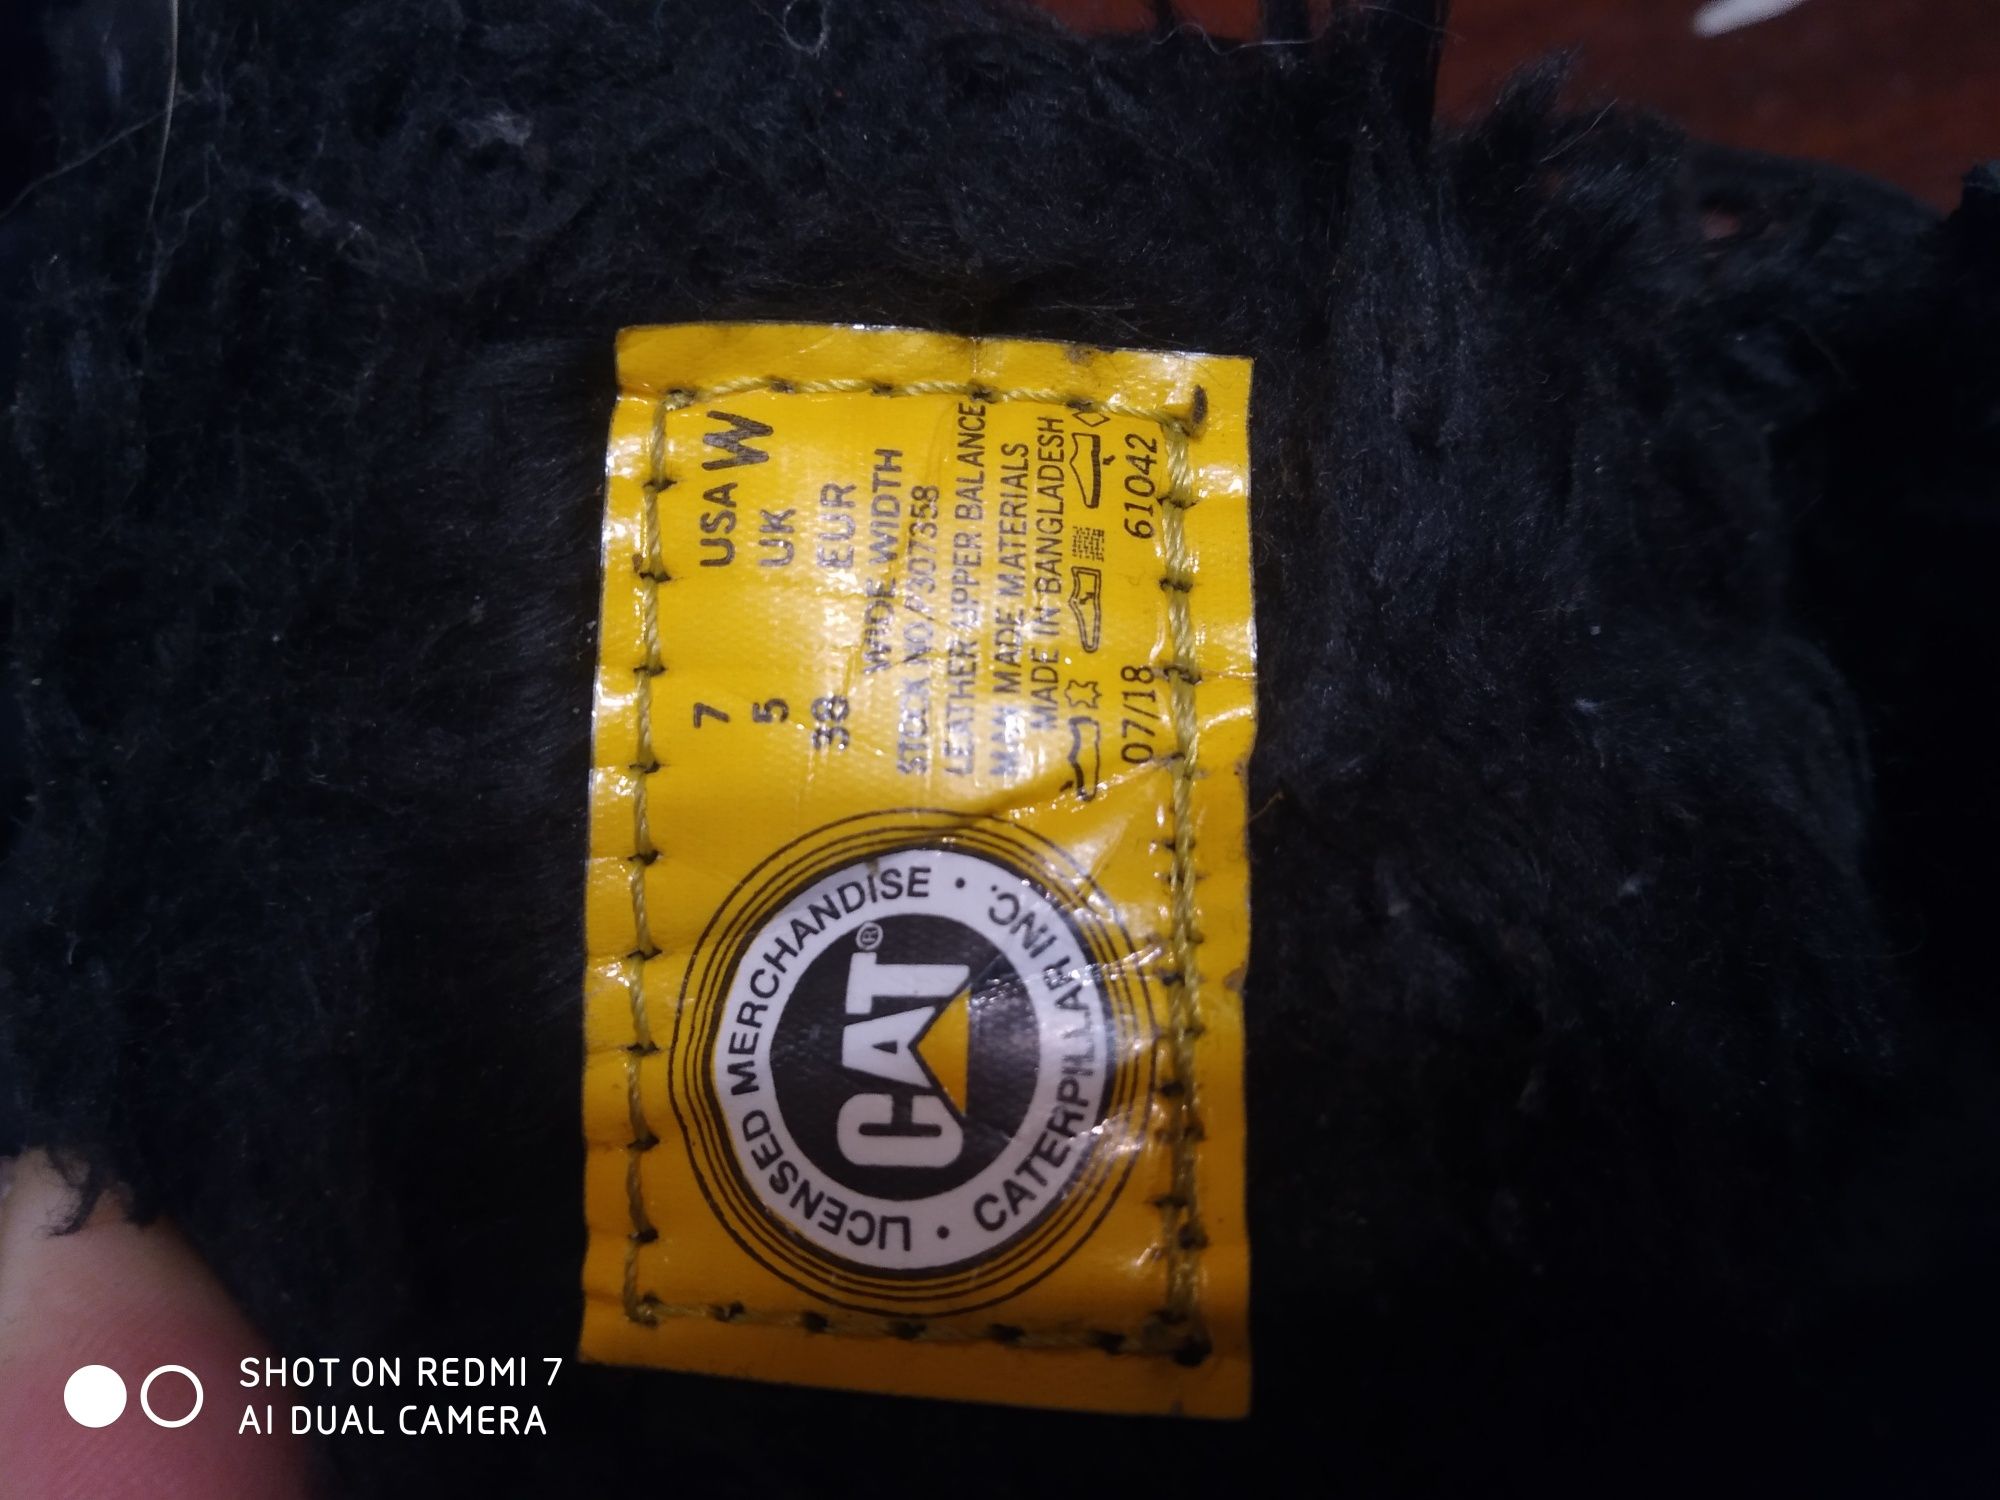 7 USA W
5 UK
38 EUR
WIDE WIDTH
STOCK NO/P307358
LEATHER UPPER BALANCE
MAN MADE MATERIALS
MADE IN BANGLADESH
07/18 61042
LICENSED MERCHANDISE • CATERPILLAR INC. •
CAT®
SHOT ON REDMI 7
AI DUAL CAMERA